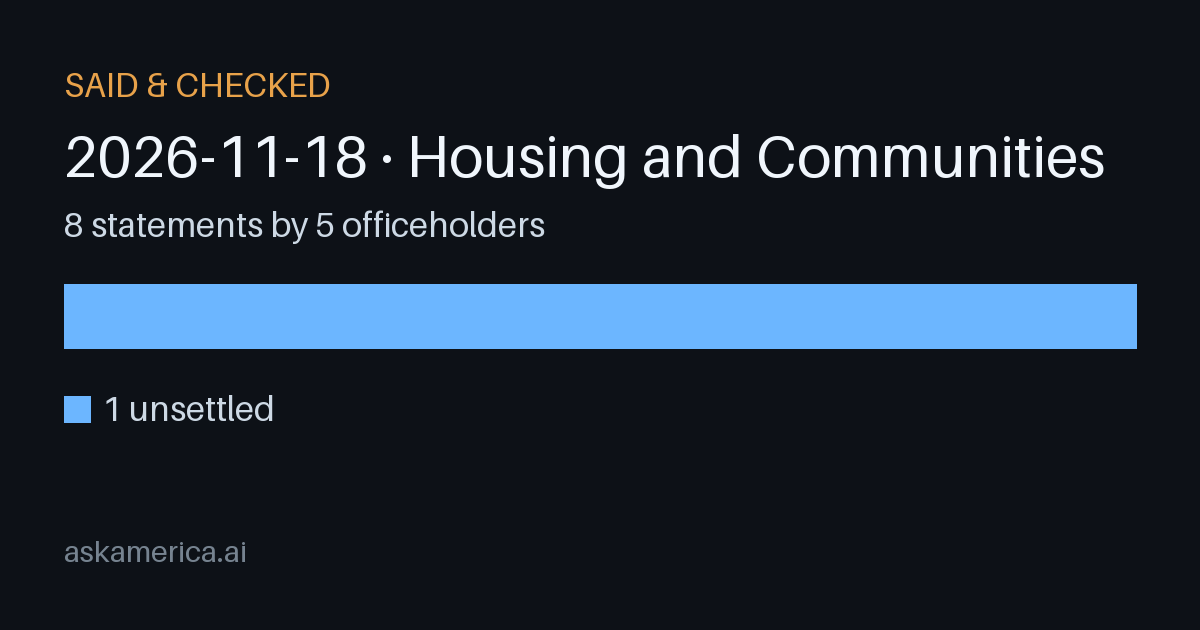 SAID & CHECKED
2026-11-18 · Housing and Communities
8 statements by 5 officeholders
1 unsettled
askamerica.ai